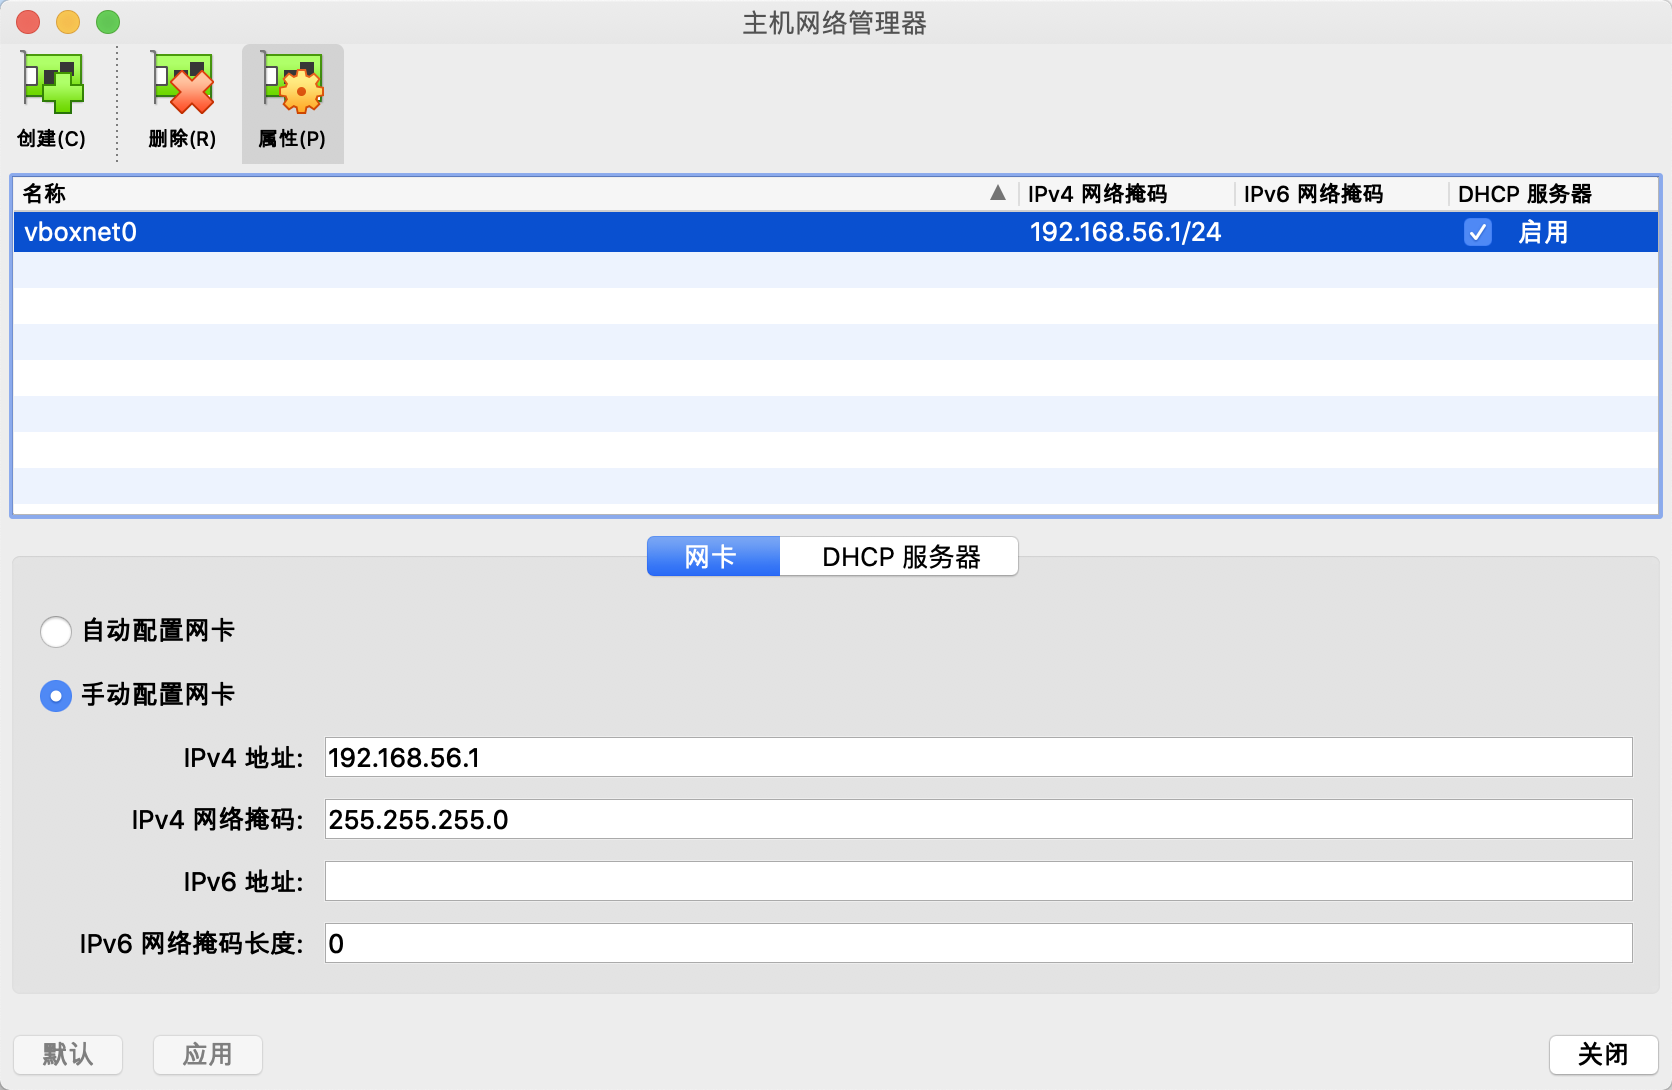 主机网络管理器
创建(C) 删除(R) 属性(P)
名称 IPv4 网络掩码 IPv6 网络掩码 DHCP 服务器
vboxnet0 192.168.56.1/24 启用
网卡 DHCP 服务器
自动配置网卡
手动配置网卡
IPv4 地址: 192.168.56.1
IPv4 网络掩码: 255.255.255.0
IPv6 地址:
IPv6 网络掩码长度: 0
默认 应用 关闭